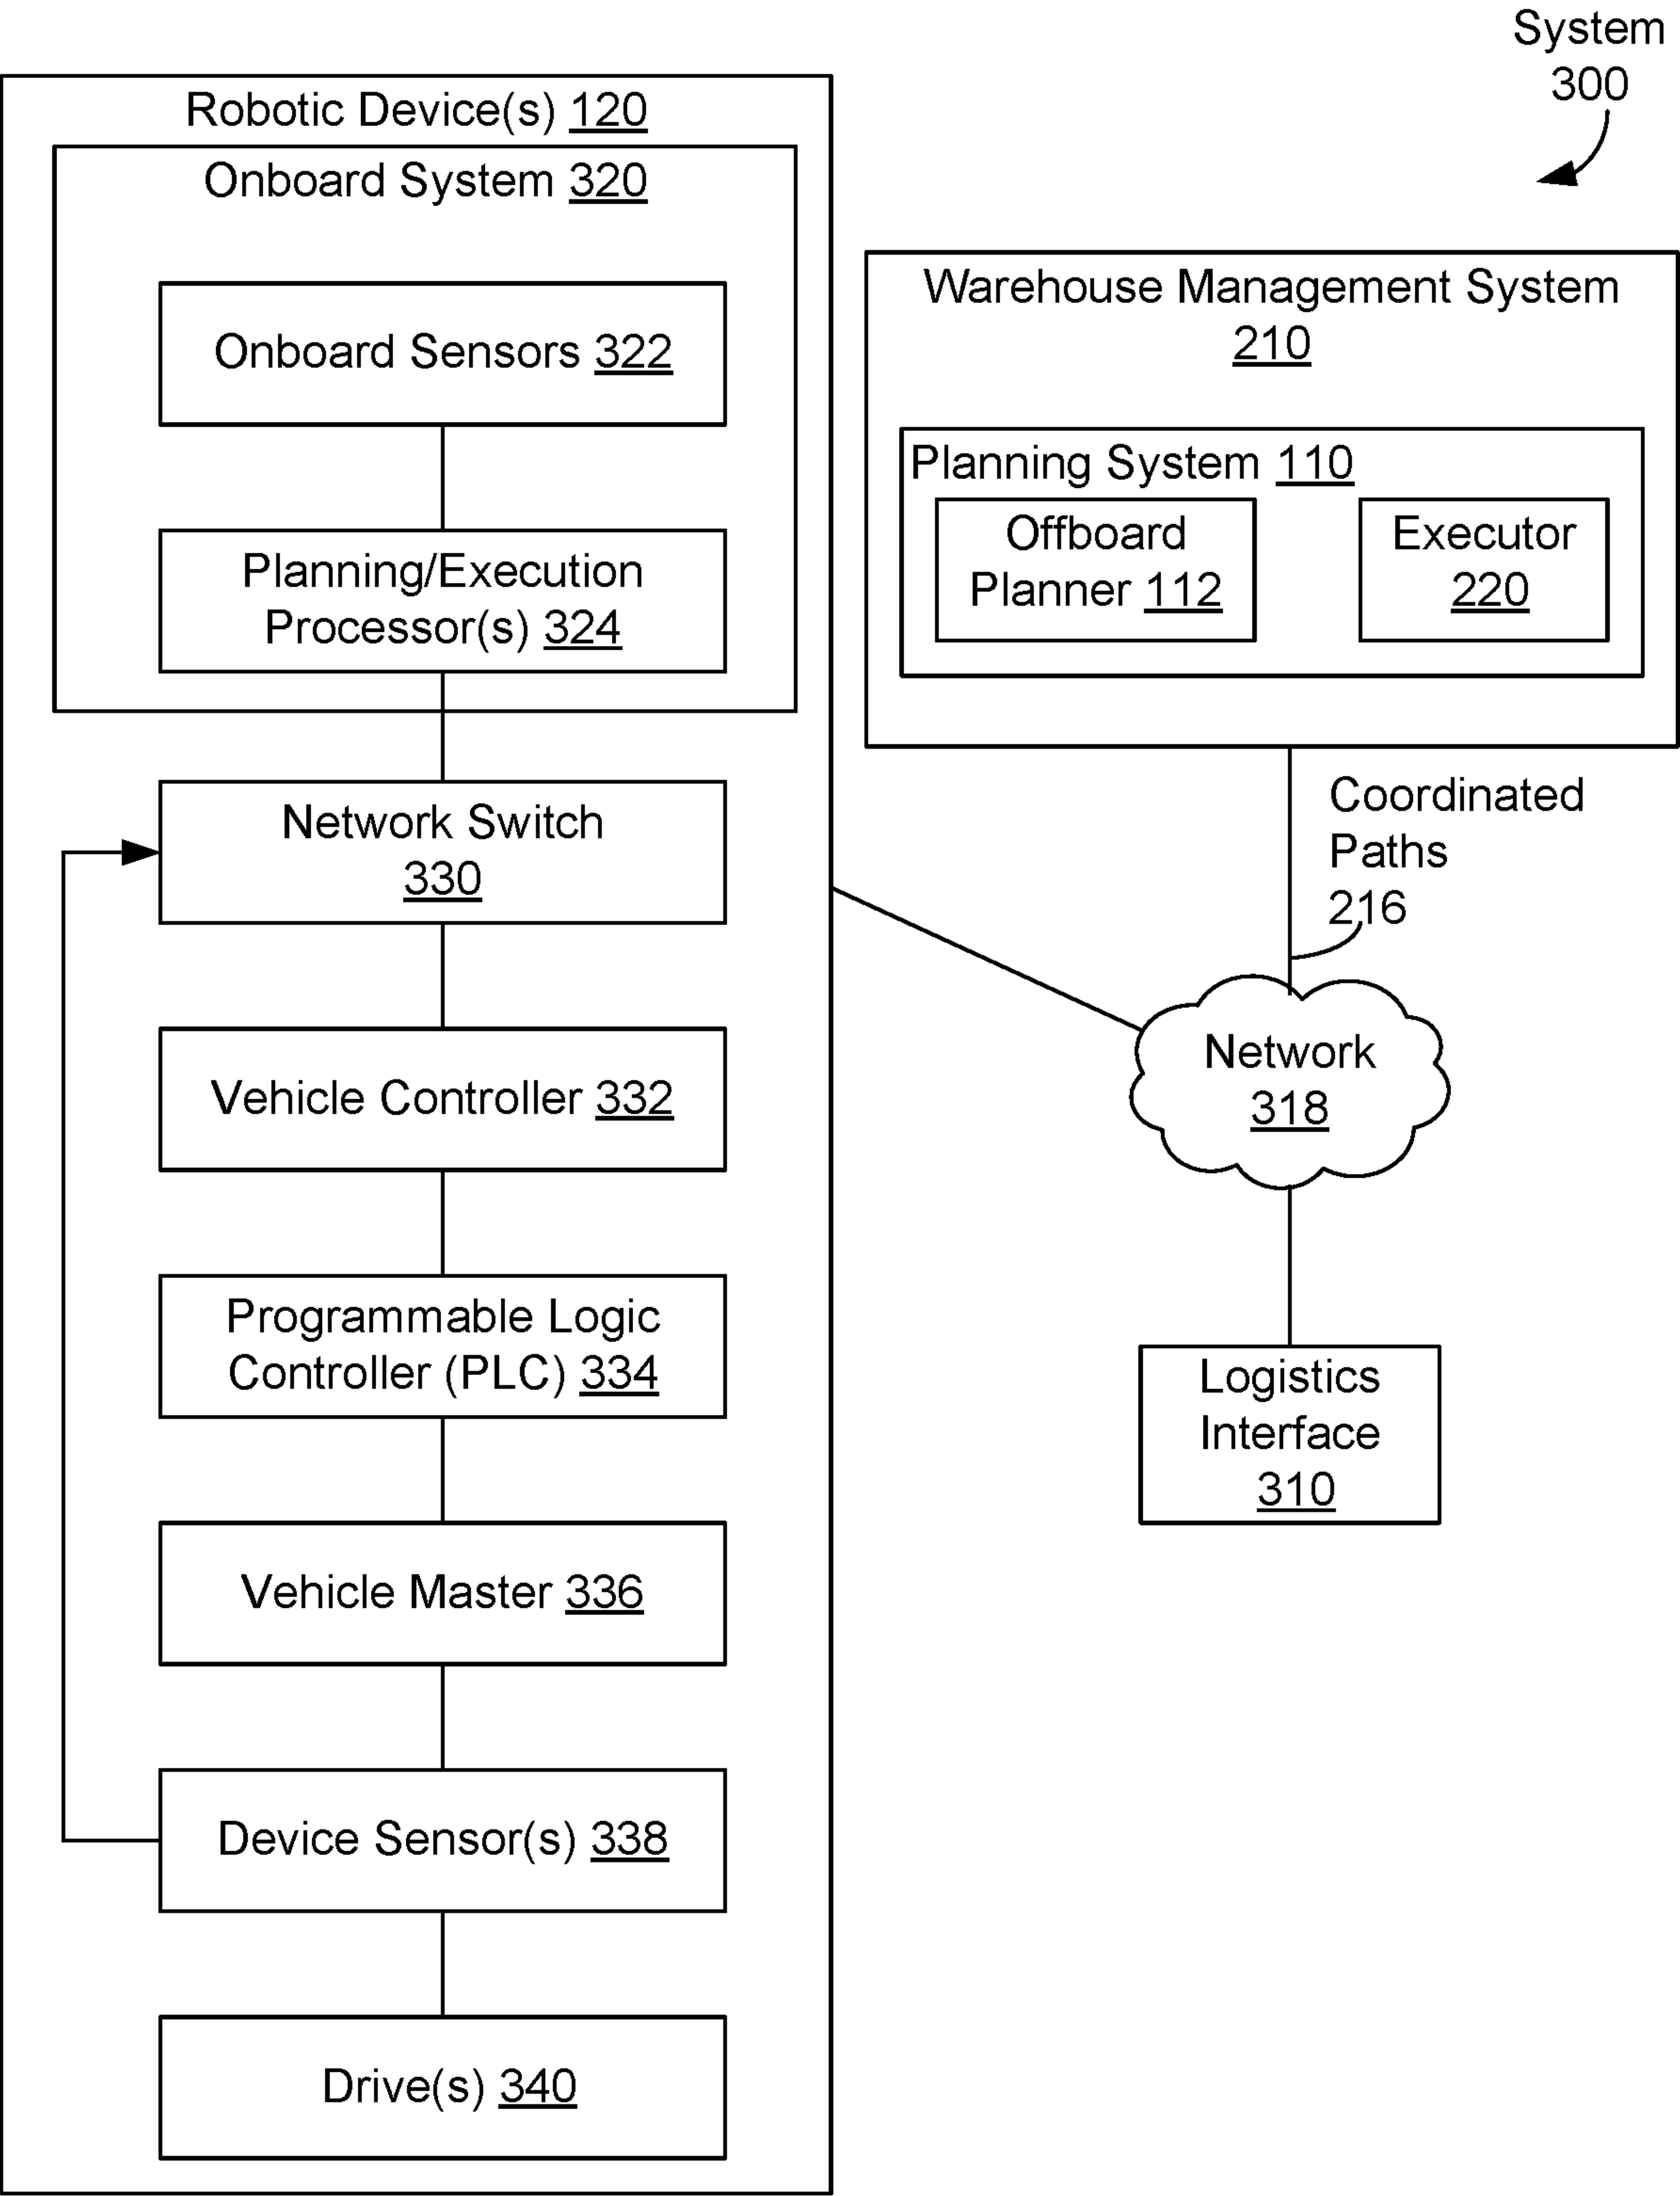 System
300
Robotic Device(s) 120
Onboard System 320
Onboard Sensors 322
Planning/Execution
Processor(s) 324
Network Switch
330
Vehicle Controller 332
Programmable Logic
Controller (PLC) 334
Vehicle Master 336
Device Sensor(s) 338
Drive(s) 340
Warehouse Management System
210
Planning System 110
Offboard
Planner 112
Executor
220
Coordinated
Paths
216
Network
318
Logistics
Interface
310